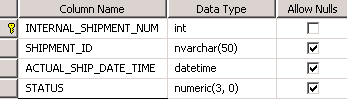 Column Name Data Type Allow Nulls
INTERNAL_SHIPMENT_NUM int
SHIPMENT_ID nvarchar(50)
ACTUAL_SHIP_DATE_TIME datetime
STATUS numeric(3, 0)